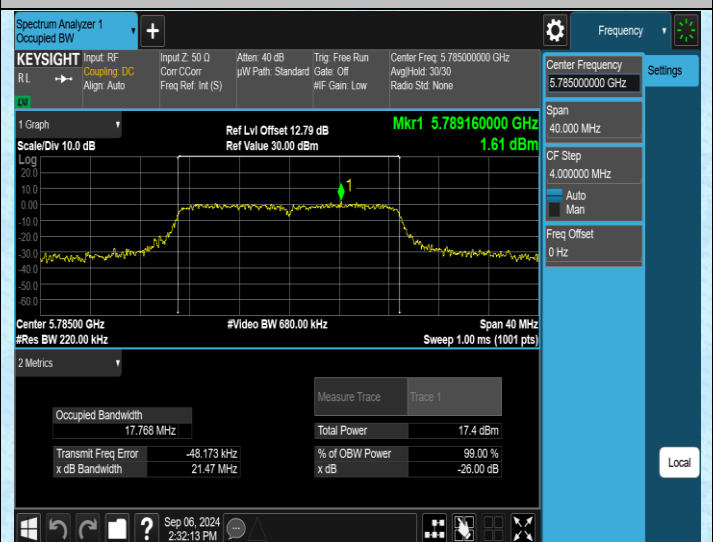 Spectrum Analyzer 1
Occupied BW
Frequency
KEYSIGHT
RL
LXI
Input: RF
Coupling: DC
Align: Auto
Input Z: 50 Ω
Corr CCorr
Freq Ref: Int (S)
Atten: 40 dB
µW Path: Standard
Trig: Free Run
Gate: Off
#IF Gain: Low
Center Freq: 5.785000000 GHz
Avg|Hold: 30/30
Radio Std: None
Center Frequency
5.785000000 GHz
Settings
Span
40.000 MHz
CF Step
4.000000 MHz
Auto
Man
Freq Offset
0 Hz
1 Graph
Scale/Div 10.0 dB
Ref Lvl Offset 12.79 dB
Ref Value 30.00 dBm
Mkr1 5.789160000 GHz
1.61 dBm
Log
20.0
10.0
0.00
-10.0
-20.0
-30.0
-40.0
-50.0
-60.0
1
Center 5.78500 GHz
#Res BW 220.00 kHz
#Video BW 680.00 kHz
Span 40 MHz
Sweep 1.00 ms (1001 pts)
2 Metrics
Measure Trace
Trace 1
Occupied Bandwidth
17.768 MHz
Total Power
17.4 dBm
Transmit Freq Error
-48.173 kHz
% of OBW Power
99.00 %
x dB Bandwidth
21.47 MHz
x dB
-26.00 dB
Local
?
Sep 06, 2024
2:32:13 PM